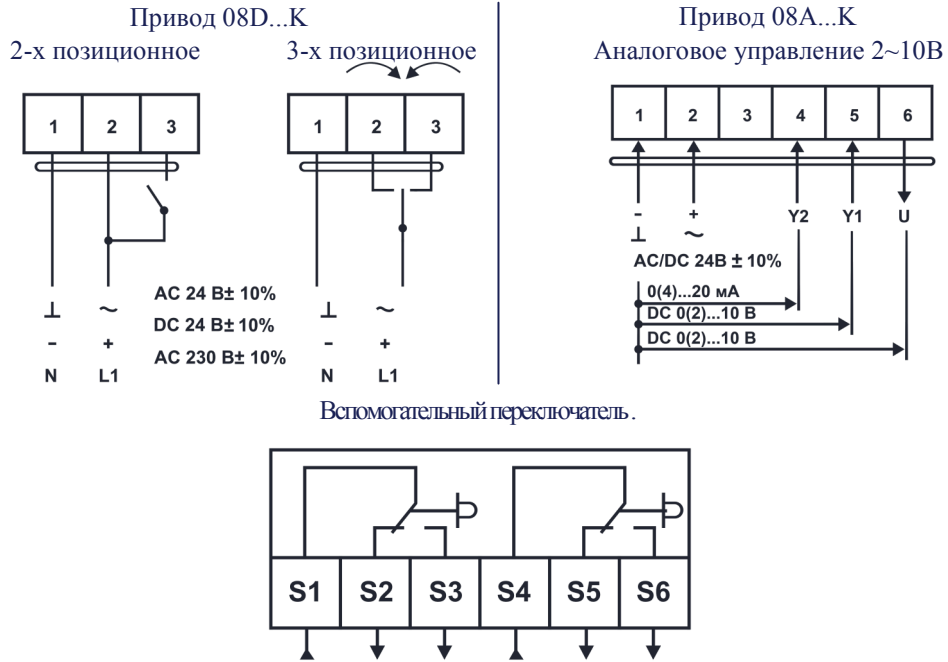 Привод 08D...K
2-х позиционное
3-х позиционное
1 2 3
1 2 3
⊥ ~
- +
N L1
AC 24 В± 10%
DC 24 В± 10%
AC 230 В± 10%
⊥ ~
- +
N L1
Привод 08А...K
Аналоговое управление 2~10В
1 2 3 4 5 6
- + Y2 Y1 U
⊥ ~
AC/DC 24В ± 10%
0(4)...20 мА
DC 0(2)...10 В
DC 0(2)...10 В
Вспомогательный переключатель.
S1 S2 S3 S4 S5 S6